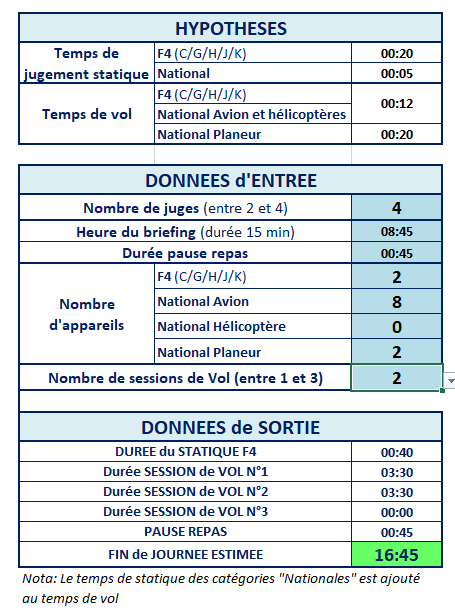 HYPOTHESES
Temps de jugement statique F4 (C/G/H/J/K) 00:20
National 00:05
Temps de vol F4 (C/G/H/J/K) 00:12
National Avion et hélicoptères
National Planeur 00:20
DONNEES d'ENTREE
Nombre de juges (entre 2 et 4) 4
Heure du briefing (durée 15 min) 08:45
Durée pause repas 00:45
Nombre d'appareils F4 (C/G/H/J/K) 2
National Avion 8
National Hélicoptère 0
National Planeur 2
Nombre de sessions de Vol (entre 1 et 3) 2
DONNEES de SORTIE
DUREE du STATIQUE F4 00:40
Durée SESSION de VOL N°1 03:30
Durée SESSION de VOL N°2 03:30
Durée SESSION de VOL N°3 00:00
PAUSE REPAS 00:45
FIN de JOURNEE ESTIMEE 16:45
Nota: Le temps de statique des catégories "Nationales" est ajouté
au temps de vol